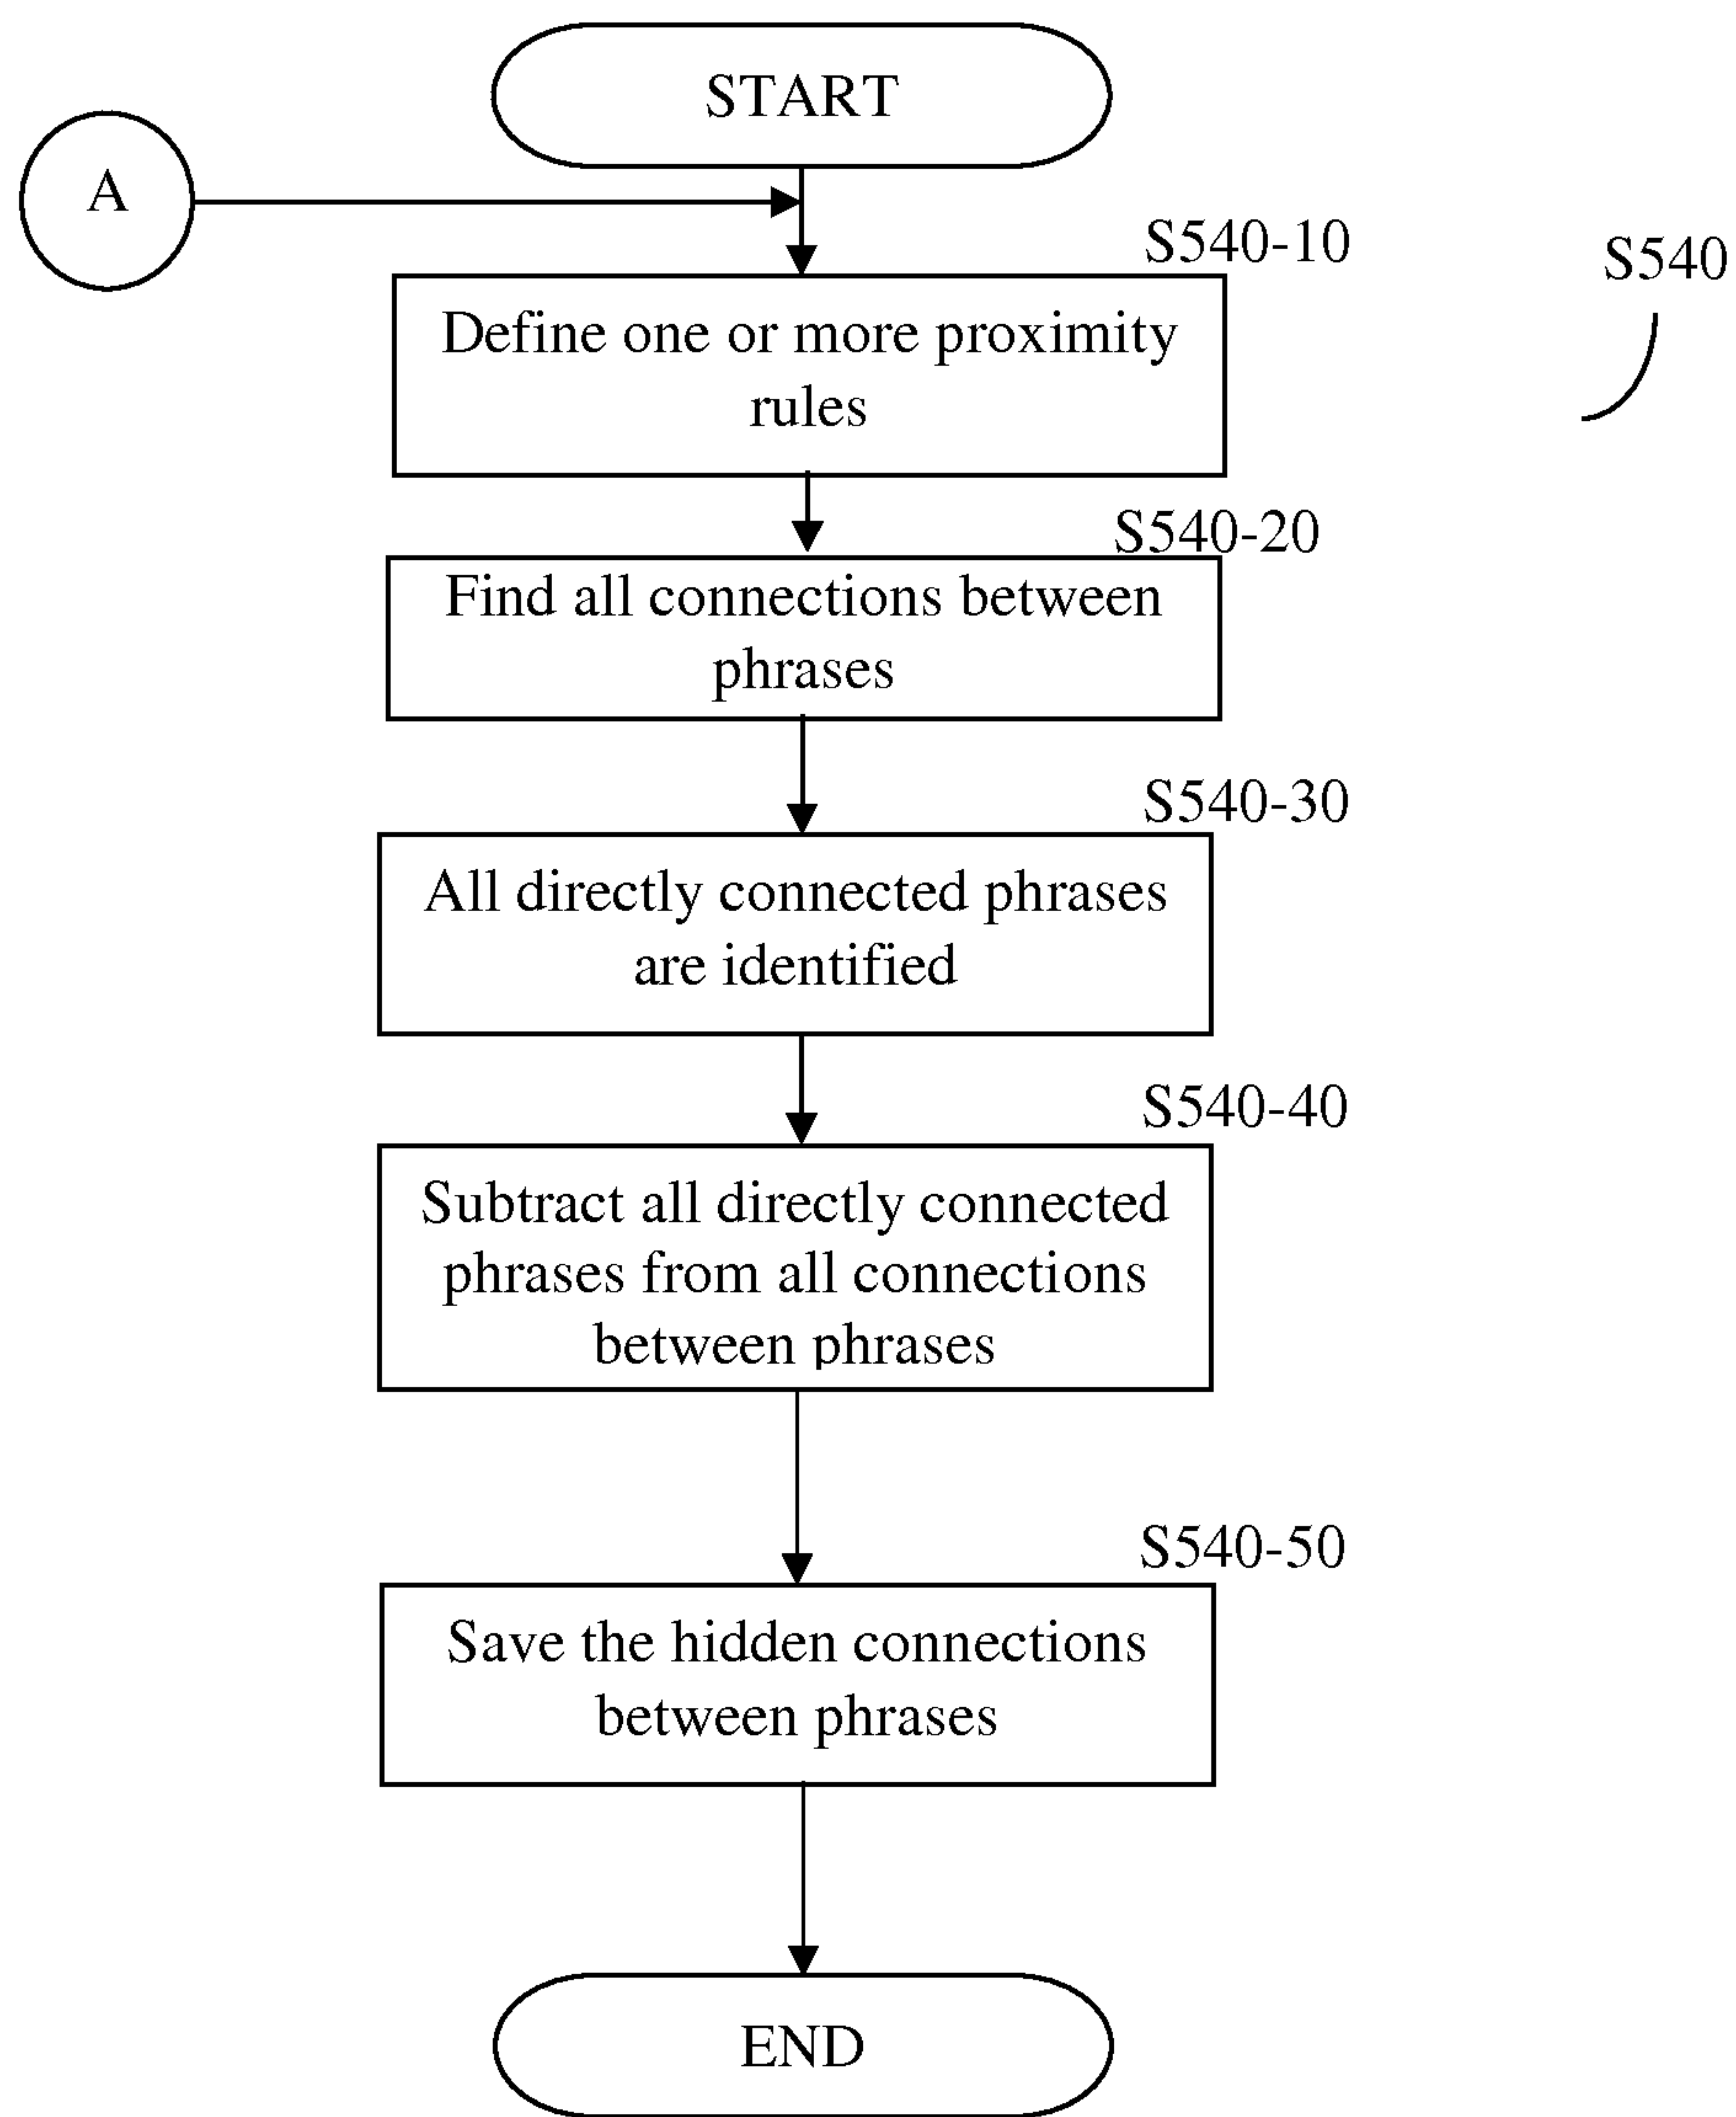 START
A
S540-10
S540
Define one or more proximity
rules
S540-20
Find all connections between
phrases
S540-30
All directly connected phrases
are identified
S540-40
Subtract all directly connected
phrases from all connections
between phrases
S540-50
Save the hidden connections
between phrases
END